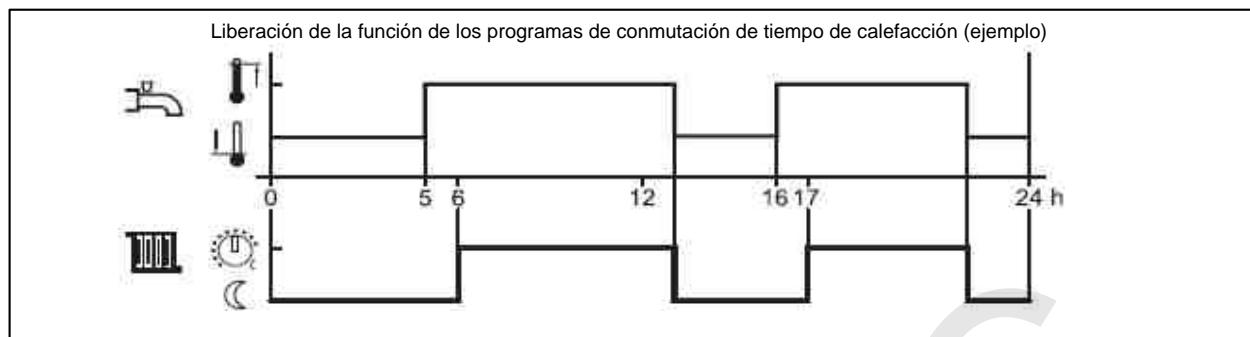 Liberación de la función de los programas de conmutación de tiempo de calefacción (ejemplo)
0 5 6 12 16 17 24 h